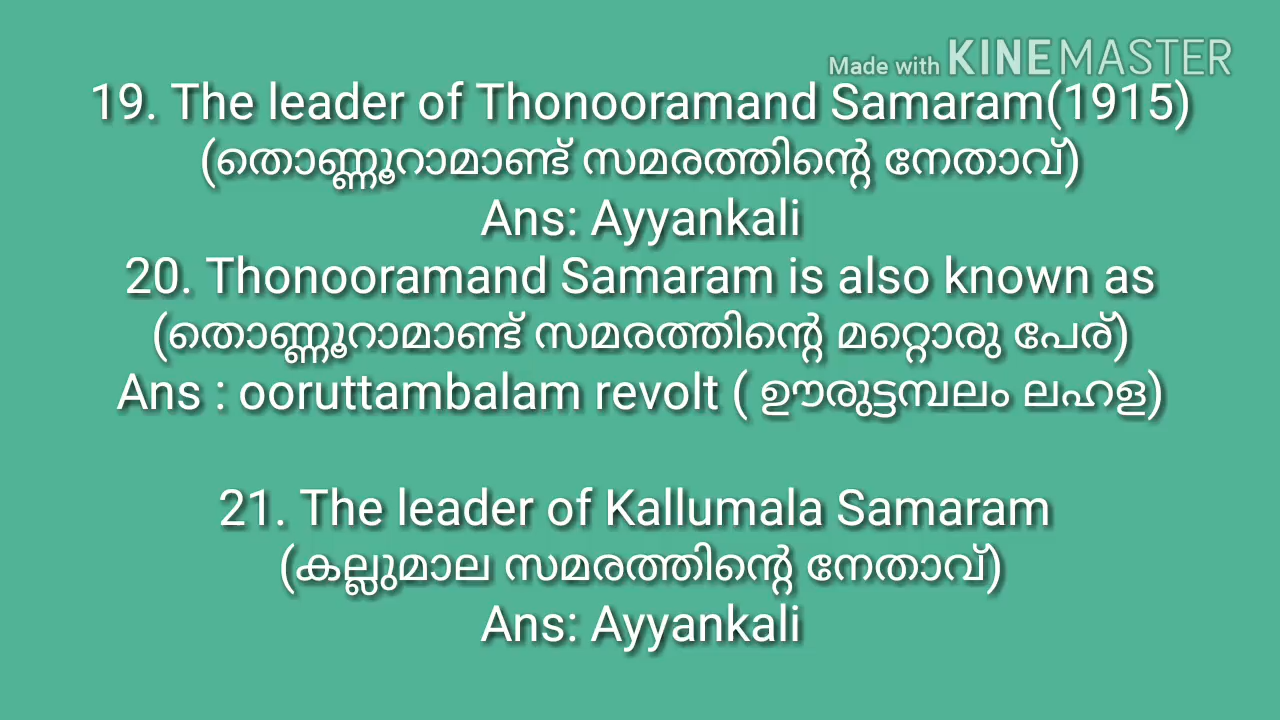 Made with KINEMASTER
19. The leader of Thonooramand Samaram(1915)
(തൊണ്ണൂറാമാണ്ട് സമരത്തിന്റെ നേതാവ്)
Ans: Ayyankali
20. Thonooramand Samaram is also known as
(തൊണ്ണൂറാമാണ്ട് സമരത്തിന്റെ മറ്റൊരു പേര്)
Ans : ooruttambalam revolt ( ഊരുട്ടമ്പലം ലഹള)
21. The leader of Kallumala Samaram
(കല്ലുമാല സമരത്തിന്റെ നേതാവ്)
Ans: Ayyankali